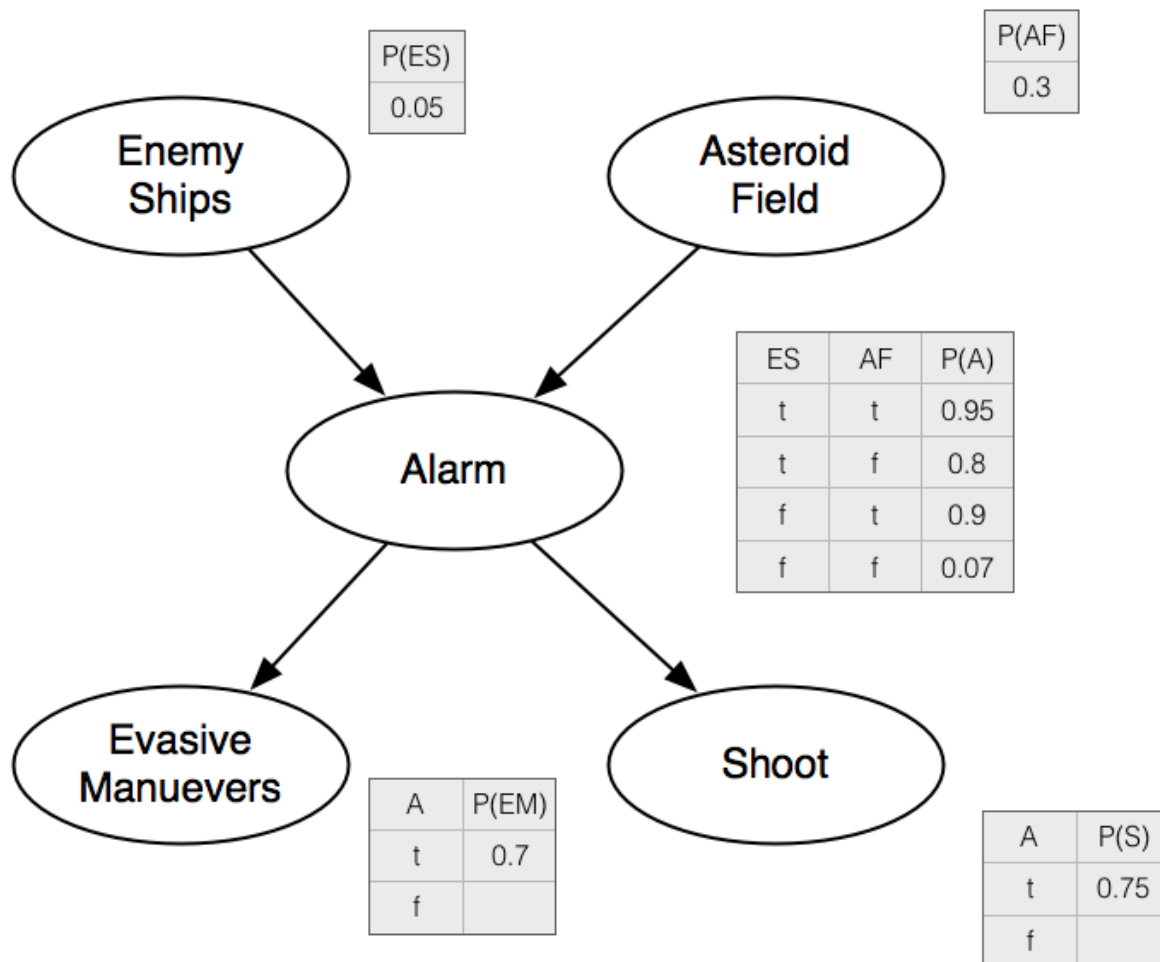 P(ES)
0.05
P(AF)
0.3
Enemy
Ships
Asteroid
Field
ES AF P(A)
t t 0.95
t f 0.8
f t 0.9
f f 0.07
Alarm
Evasive
Manuevers
A P(EM)
t 0.7
f
Shoot
A P(S)
t 0.75
f